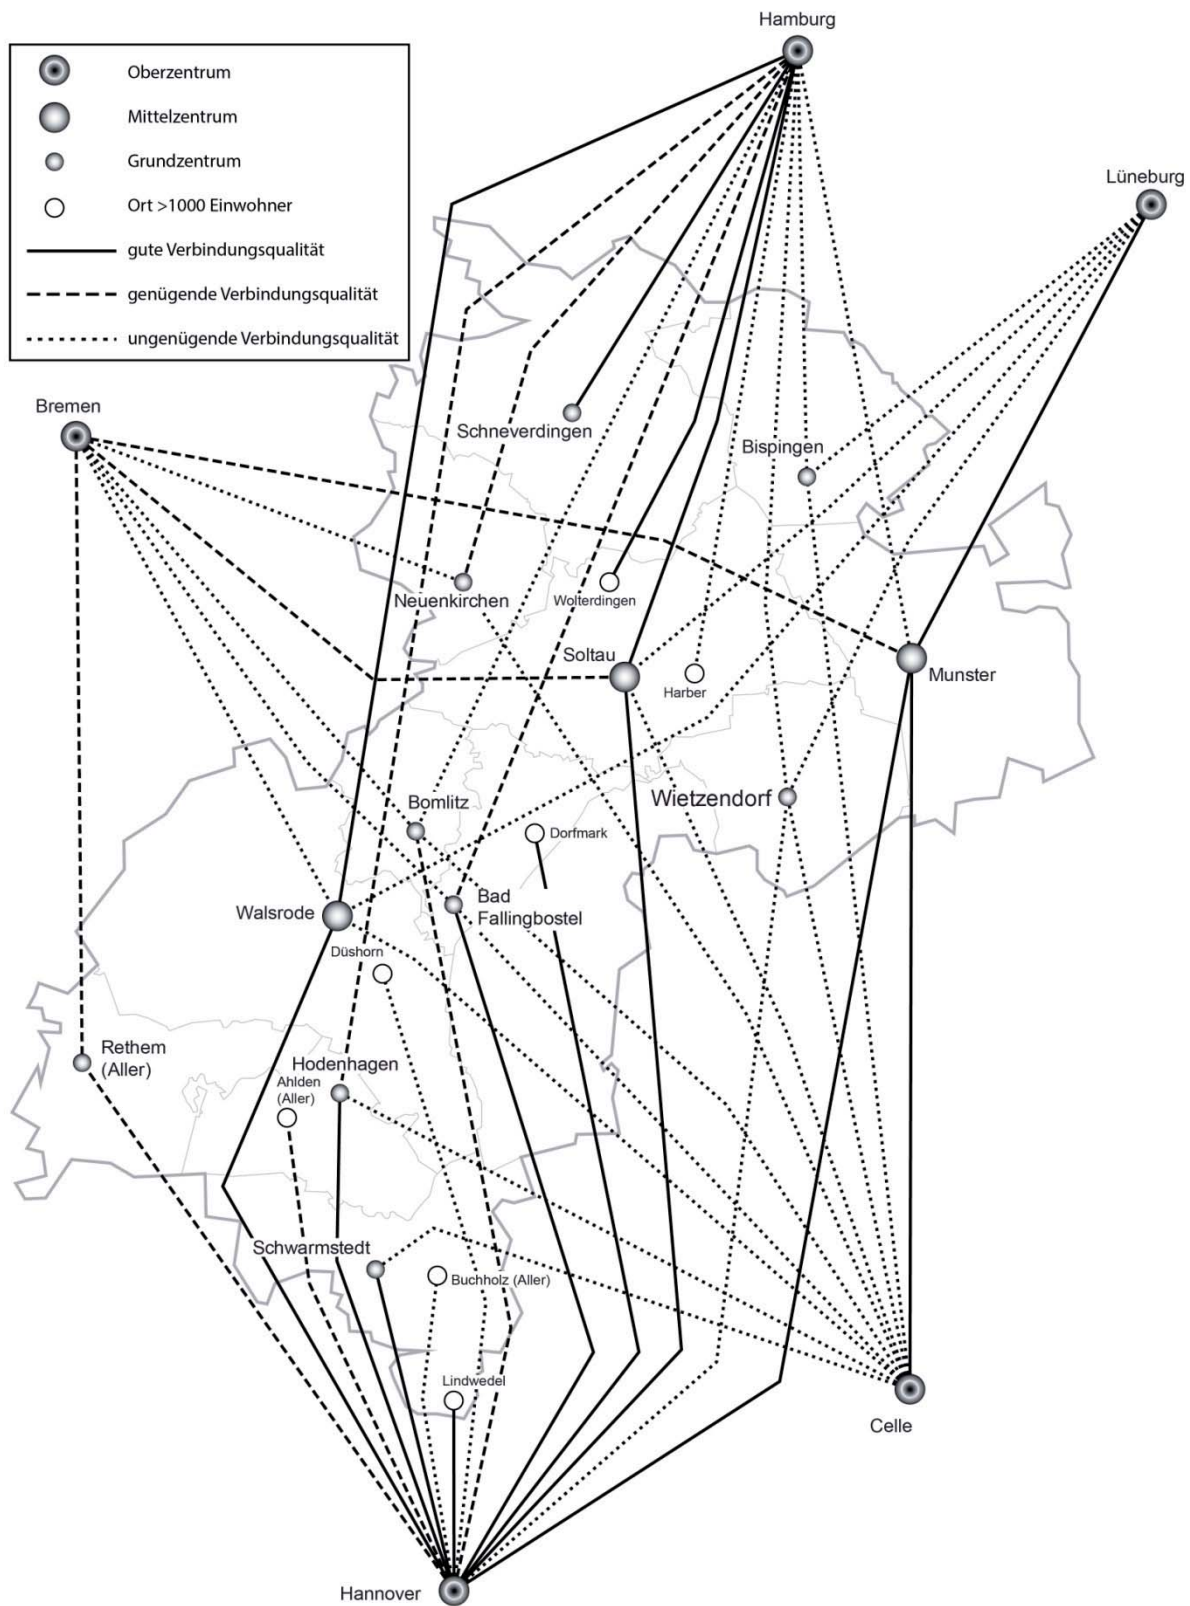 Hamburg
Oberzentrum
Mittelzentrum
Grundzentrum
Ort >1000 Einwohner
gute Verbindungsqualität
genügende Verbindungsqualität
ungenügende Verbindungsqualität
Lüneburg
Bremen
Schneverdingen
Bispingen
Neuenkirchen
Wolterdingen
Soltau
Harber
Munster
Bomlitz
Wietzendorf
Dorfmark
Walsrode
Bad
Fallingbostel
Düshorn
Rethem
(Aller)
Hodenhagen
Ahlden
(Aller)
Schwarmstedt
Buchholz (Aller)
Lindwedel
Celle
Hannover